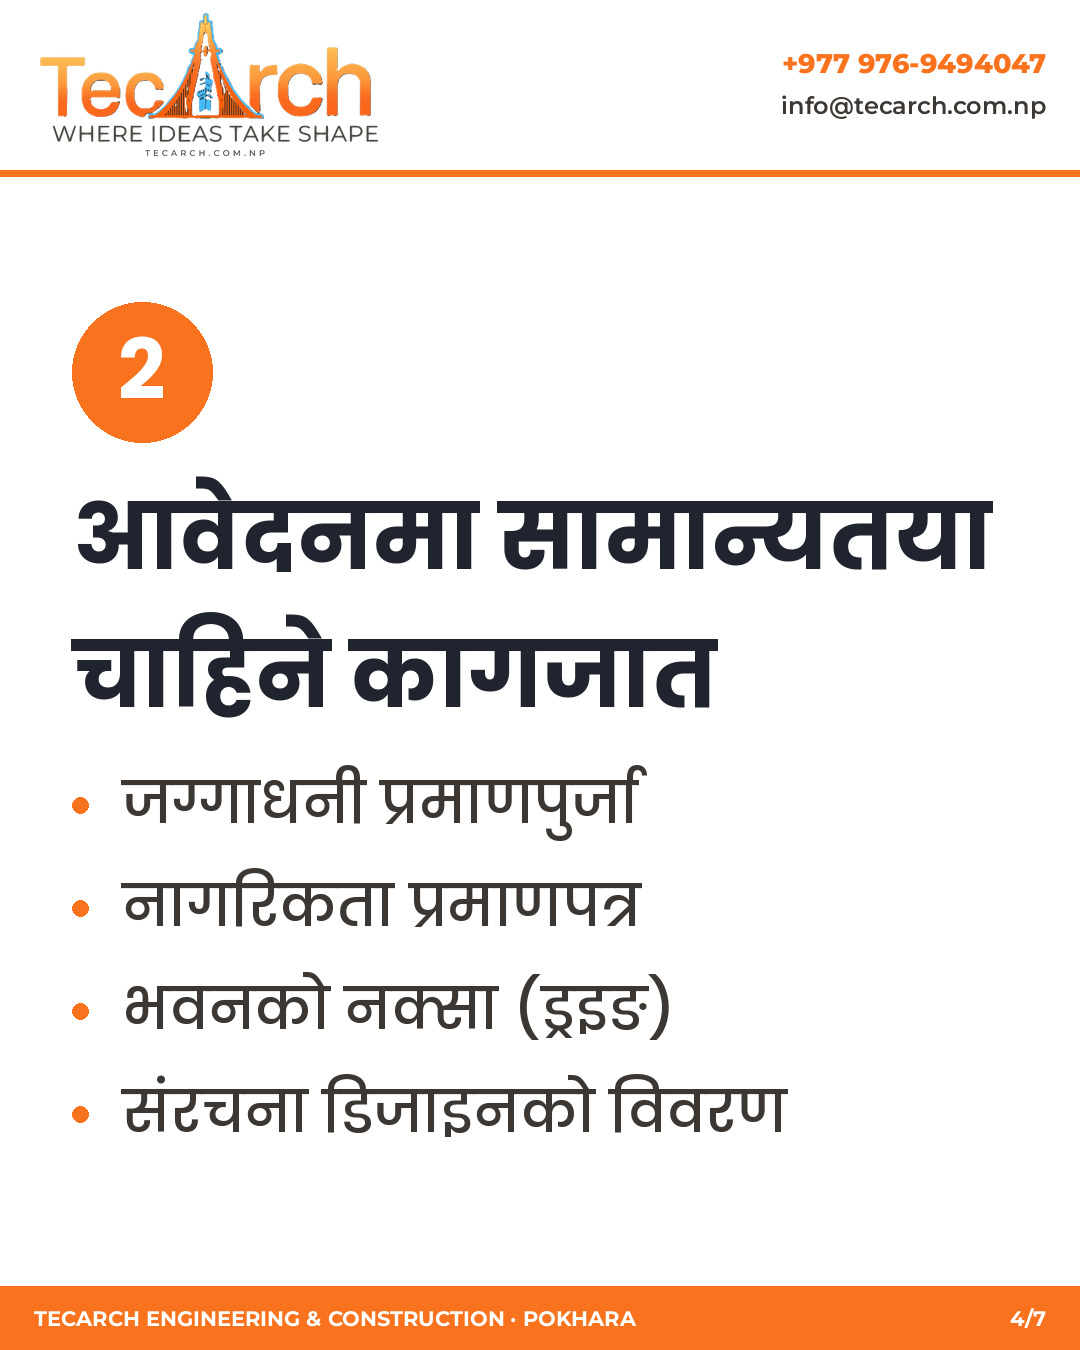 TecArch
WHERE IDEAS TAKE SHAPE
TECARCH.COM.NP
+977 976-9494047
info@tecarch.com.np
2
आवेदनमा सामान्यतया
चाहिने कागजात
• जग्गाधनी प्रमाणपुर्जा
• नागरिकता प्रमाणपत्र
• भवनको नक्सा (ड्रइङ)
• संरचना डिजाइनको विवरण
TECARCH ENGINEERING & CONSTRUCTION · POKHARA
4/7